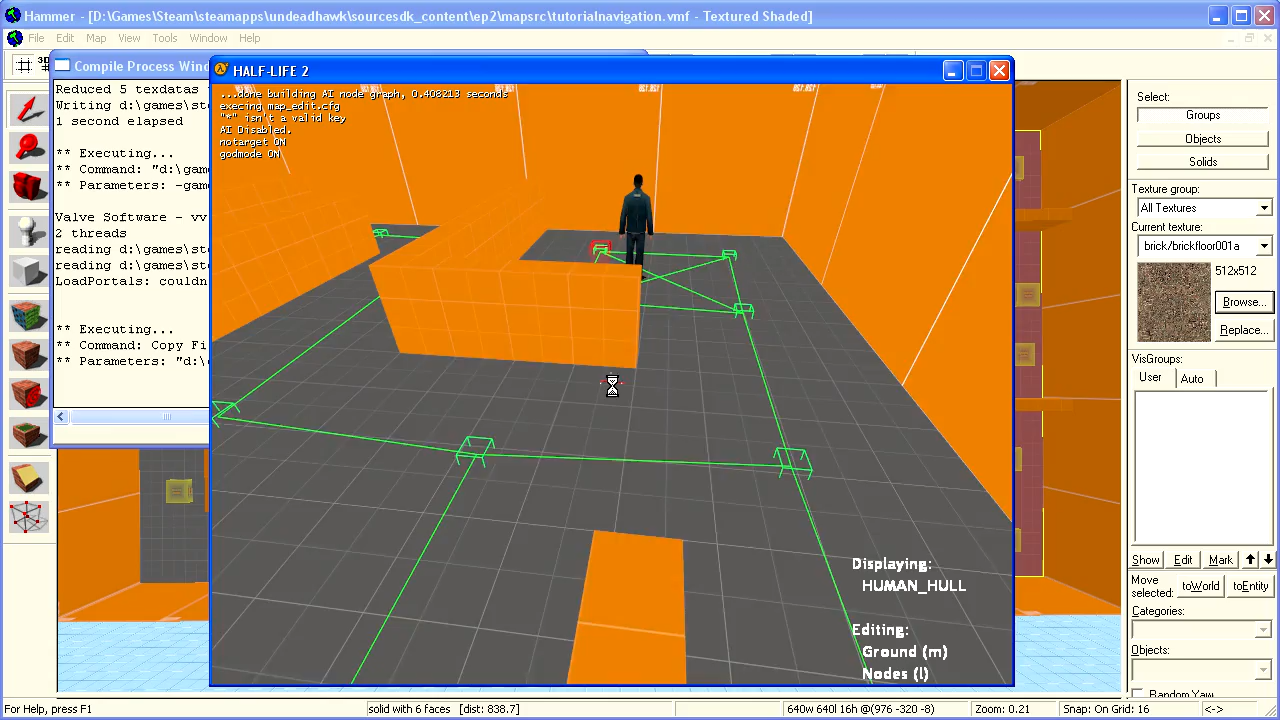 Hammer - [D:\Games\Steam\steamapps\undeadhawk\sourcesdk_content\ep2\mapsrc\tutorialnavigation.vmf - Textured Shaded]
File Edit Map View Tools Window Help
Compile Process Wind
Reduced 5 texdatas
Writing d:\games\st
1 second elapsed
** Executing...
** Command: "d:\game
** Parameters: -game
Valve Software - vv
2 threads
reading d:\games\st
reading d:\games\st
LoadPortals: couldn
** Executing...
** Command: Copy Fi
** Parameters: "d:\
HALF-LIFE 2
...done building AI node graph, 0.408213 seconds
execing map_edit.cfg
"*" isn't a valid key
AI Disabled.
notarget ON
godmode ON
Displaying:
HUMAN_HULL
Editing:
Ground (m)
Nodes (l)
Select:
Groups
Objects
Solids
Texture group:
All Textures
Current texture:
brick/brickfloor001a
512x512
Browse...
Replace...
VisGroups:
User Auto
Show Edit Mark
Move selected:
toWorld toEntity
Categories:
Objects:
Random Yaw
For Help, press F1
solid with 6 faces [dist: 838.7]
640w 640l 16h @(976 -320 -8)
Zoom: 0.21
Snap: On Grid: 16
<->